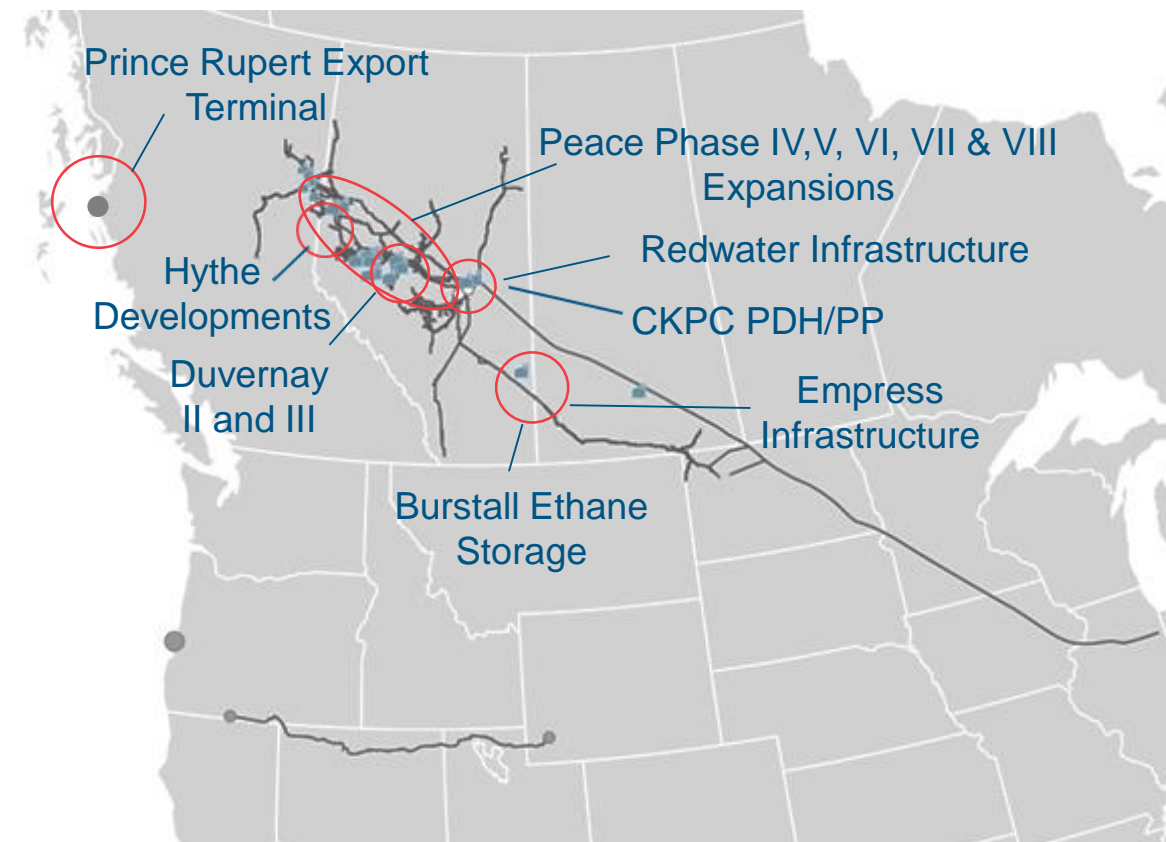 Prince Rupert Export
Terminal
Peace Phase IV,V, VI, VII & VIII
Expansions
Redwater Infrastructure
Hythe
Developments
CKPC PDH/PP
Duvernay
II and III
Empress
Infrastructure
Burstall Ethane
Storage